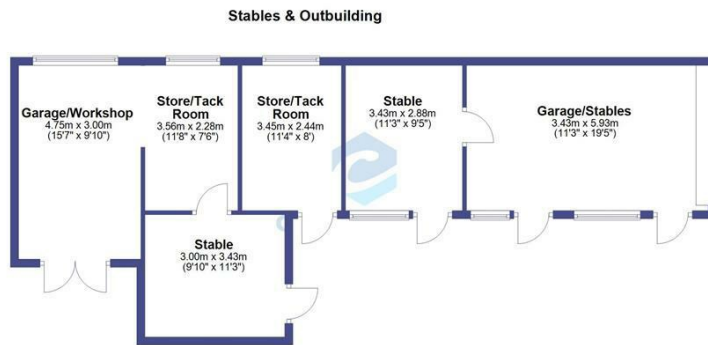 Stables & Outbuilding
Garage/Workshop
4.75m x 3.00m
(15'7" x 9'10")
Store/Tack
Room
3.56m x 2.28m
(11'8" x 7'6")
Store/Tack
Room
3.45m x 2.44m
(11'4" x 8')
Stable
3.43m x 2.88m
(11'3" x 9'5")
Garage/Stables
3.43m x 5.93m
(11'3" x 19'5")
Stable
3.00m x 3.43m
(9'10" x 11'3")